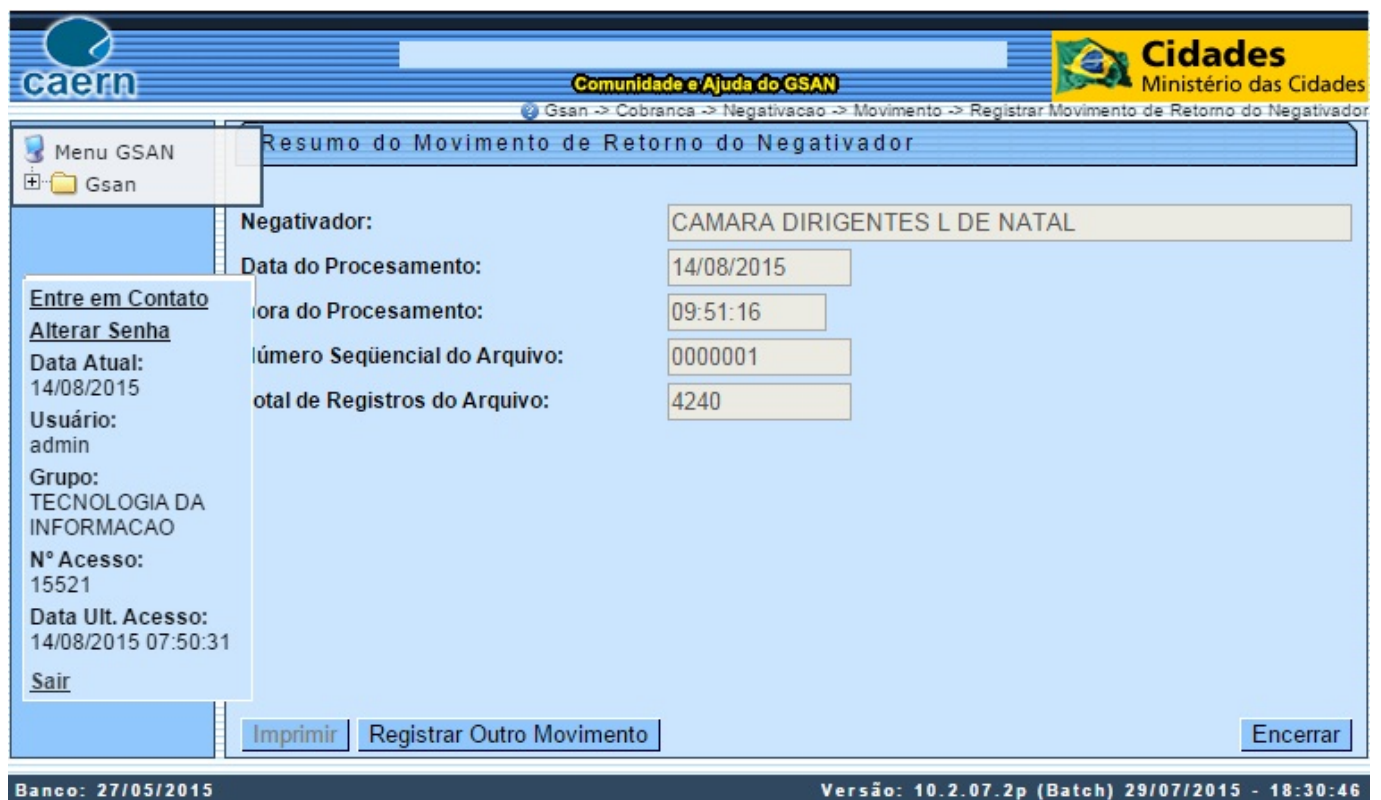 caern
Comunidade e Ajuda do GSAN
Cidades
Ministério das Cidades
Gsan -> Cobranca -> Negativacao -> Movimento -> Registrar Movimento de Retorno do Negativador
Menu GSAN
Gsan
Resumo do Movimento de Retorno do Negativador
Negativador: CAMARA DIRIGENTES L DE NATAL
Data do Procesamento: 14/08/2015
ora do Procesamento: 09:51:16
úmero Seqüencial do Arquivo: 0000001
otal de Registros do Arquivo: 4240
Entre em Contato
Alterar Senha
Data Atual:
14/08/2015
Usuário:
admin
Grupo:
TECNOLOGIA DA
INFORMACAO
Nº Acesso:
15521
Data Ult. Acesso:
14/08/2015 07:50:31
Sair
Imprimir Registrar Outro Movimento Encerrar
Banco: 27/05/2015 Versão: 10.2.07.2p (Batch) 29/07/2015 - 18:30:46